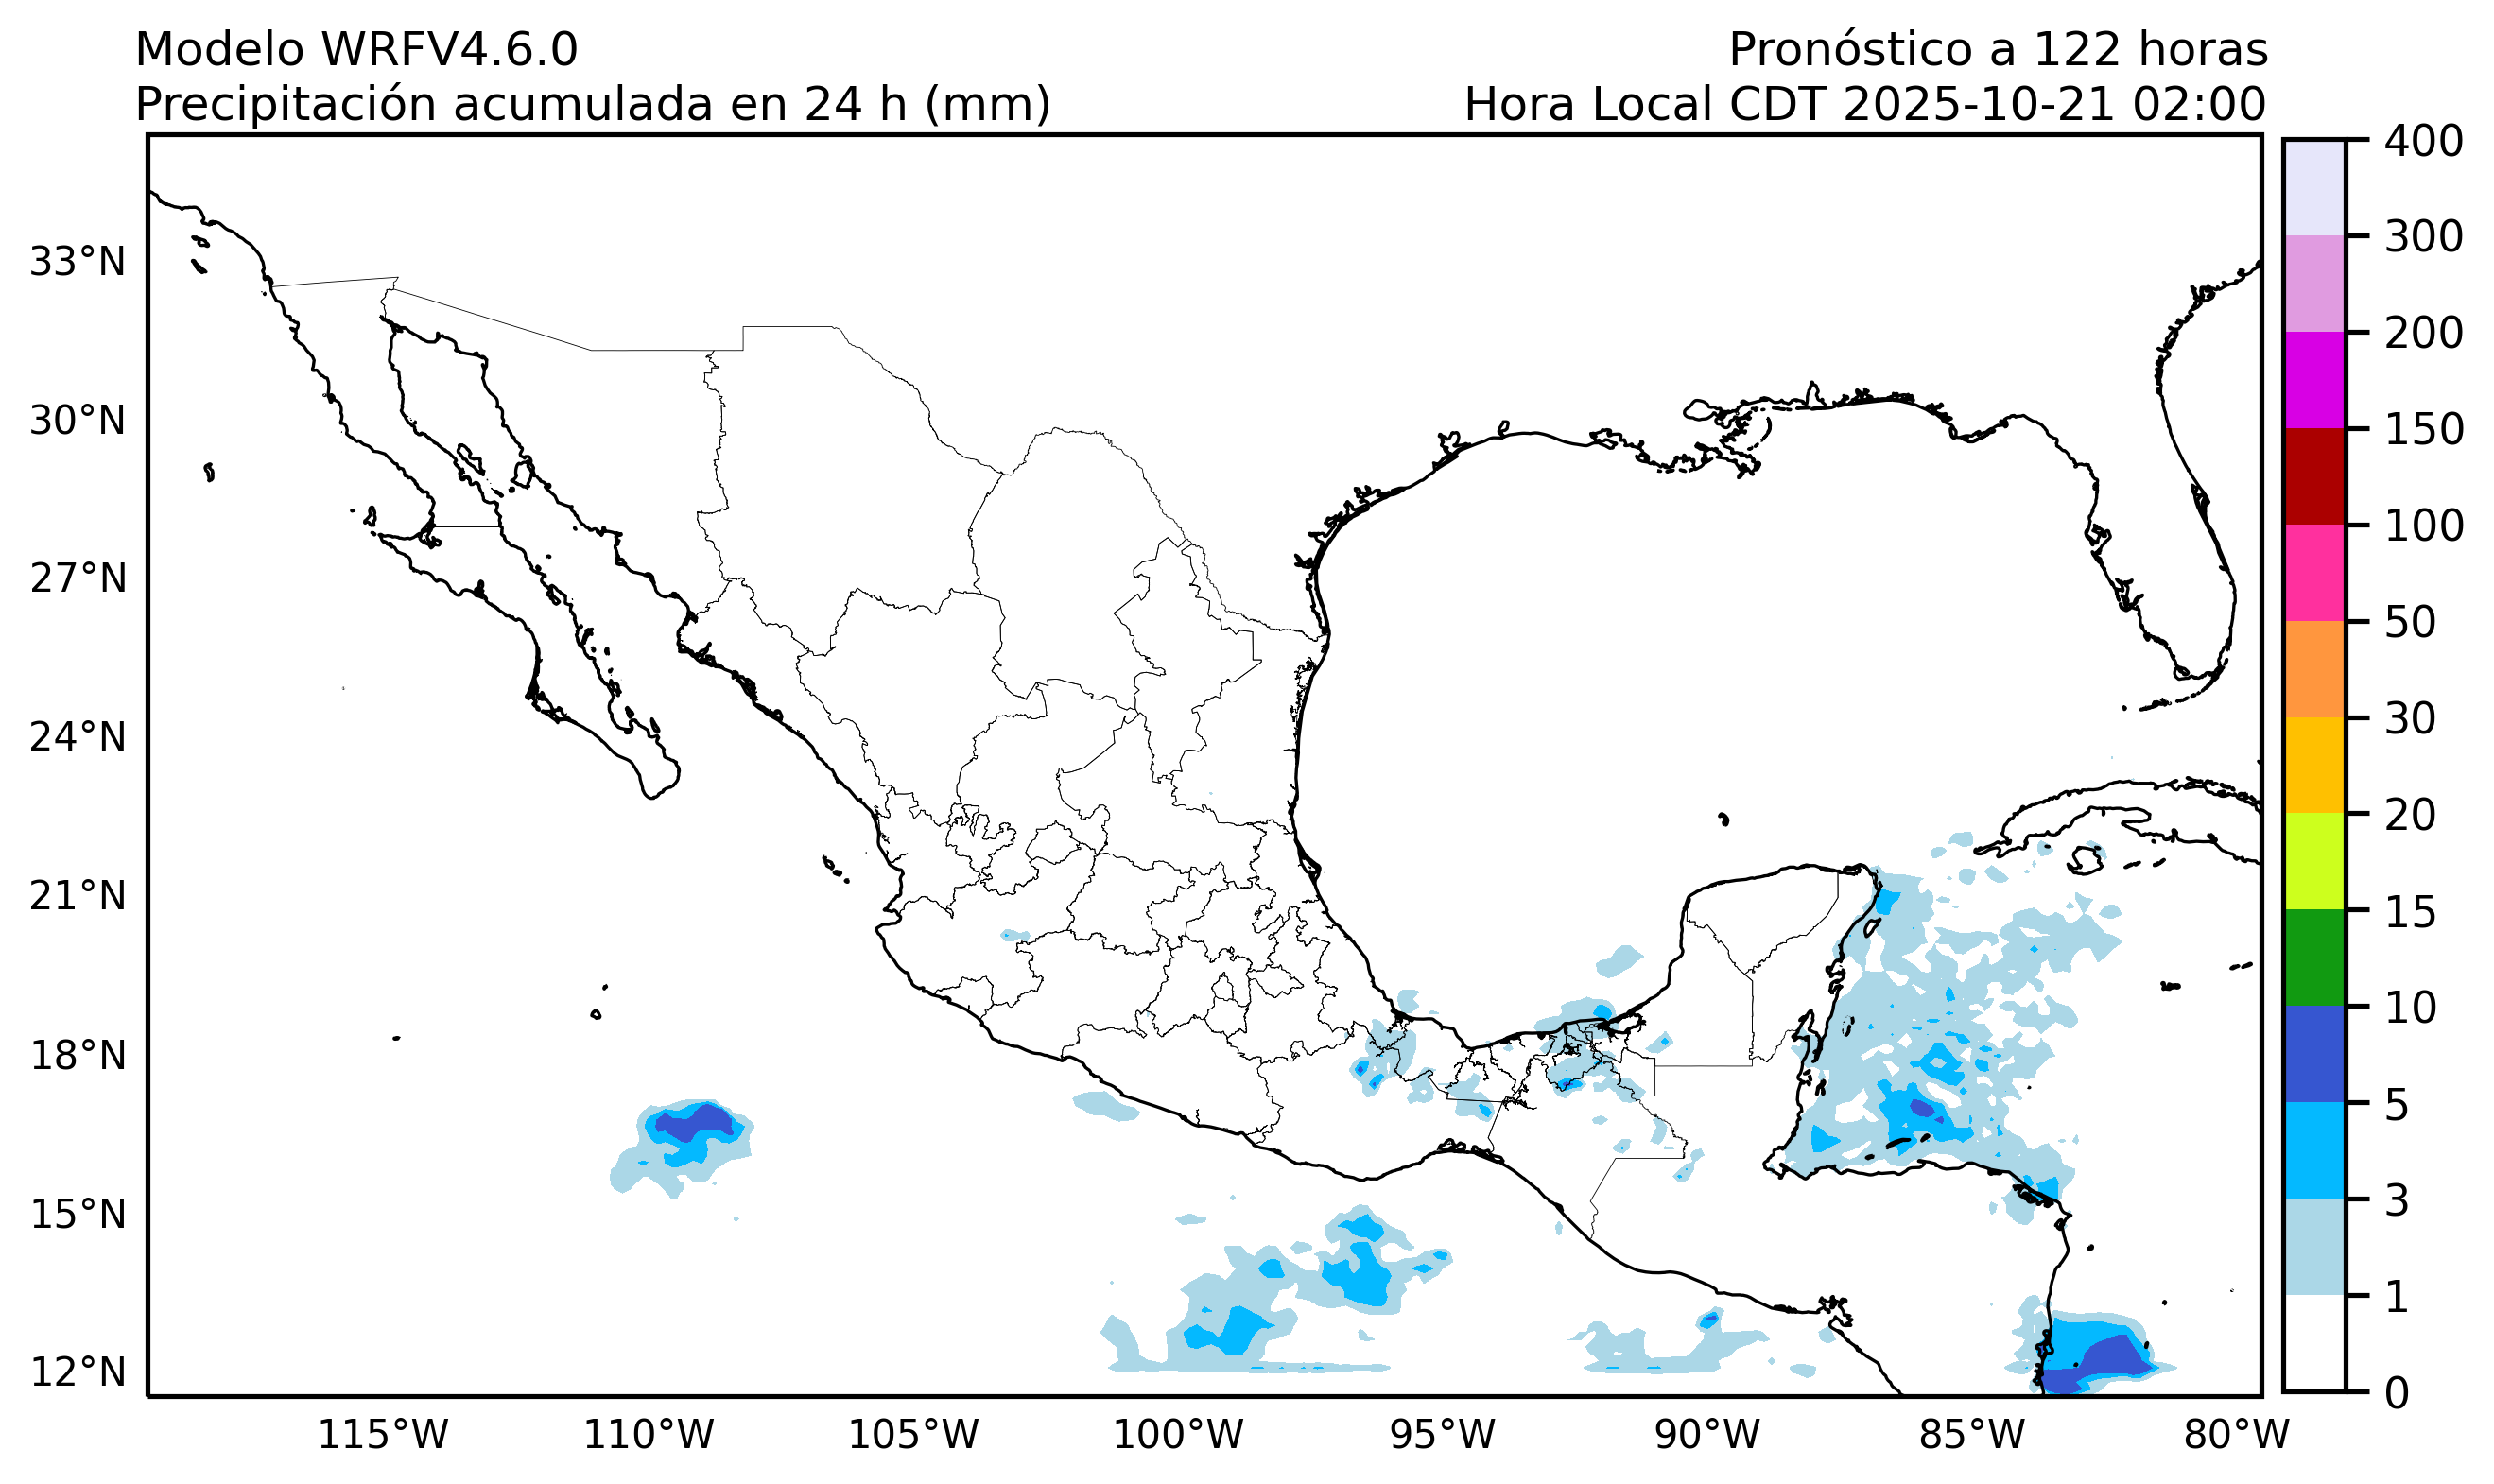 Modelo WRFV4.6.0
Pronóstico a 122 horas
Precipitación acumulada en 24 h (mm)
Hora Local CDT 2025-10-21 02:00
33°N
30°N
27°N
24°N
21°N
18°N
15°N
12°N
115°W
110°W
105°W
100°W
95°W
90°W
85°W
80°W
400
300
200
150
100
50
30
20
15
10
5
3
1
0